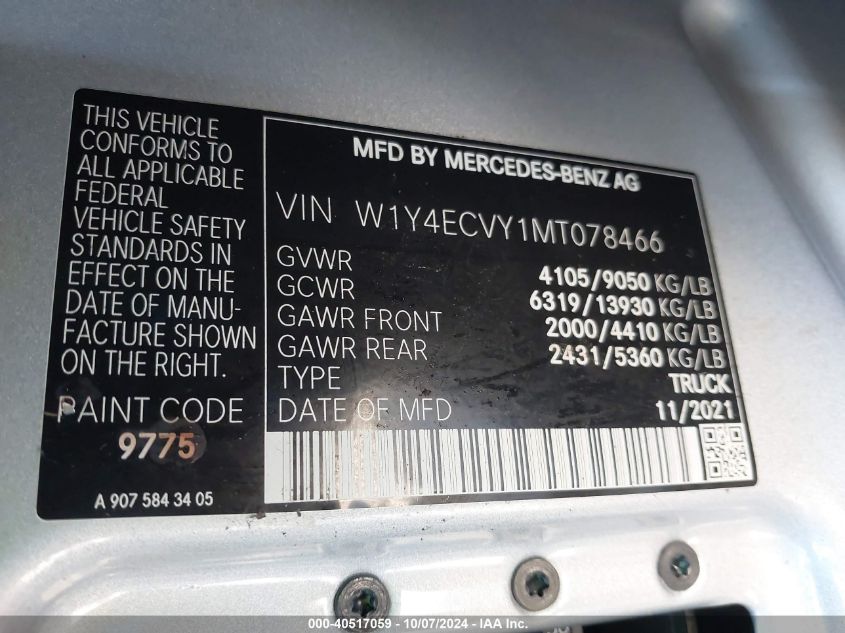 THIS VEHICLE
CONFORMS TO
ALL APPLICABLE
FEDERAL
VEHICLE SAFETY
STANDARDS IN
EFFECT ON THE
DATE OF MANU-
FACTURE SHOWN
ON THE RIGHT.
PAINT CODE
9775
A 907 584 34 05
MFD BY MERCEDES-BENZ AG
VIN W1Y4ECVY1MT078466
GVWR 4105/9050 KG/LB
GCWR 6319/13930 KG/LB
GAWR FRONT 2000/4410 KG/LB
GAWR REAR 2431/5360 KG/LB
TYPE TRUCK
DATE OF MFD 11/2021
000-40517059 - 10/07/2024 - IAA Inc.